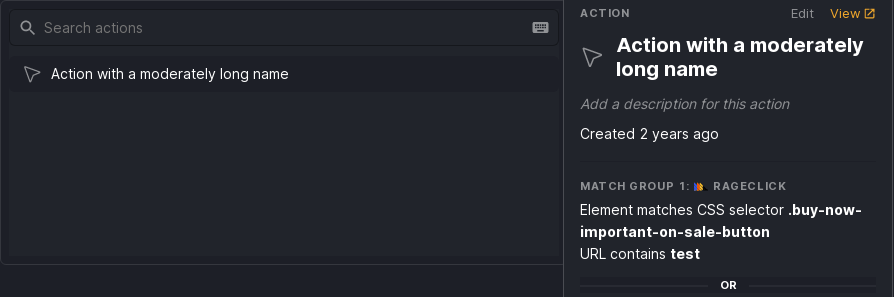 Search actions
Action with a moderately long name
ACTION
Edit
View
Action with a moderately
long name
Add a description for this action
Created 2 years ago
MATCH GROUP 1: RAGECLICK
Element matches CSS selector .buy-now-
important-on-sale-button
URL contains test
OR